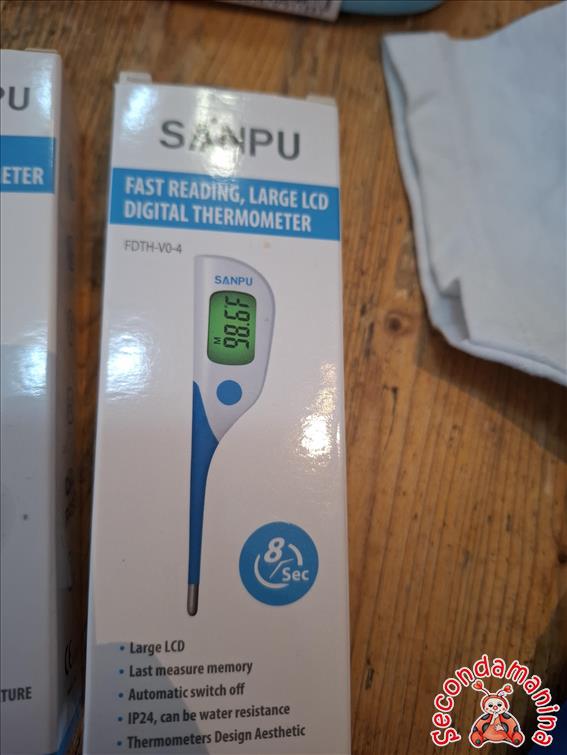 PU
ETER
TURE
SANPU
FAST READING, LARGE LCD
DIGITAL THERMOMETER
FDTH-V0-4
SANPU
M
98.6°F
8
Sec
• Large LCD
• Last measure memory
• Automatic switch off
• IP24, can be water resistance
• Thermometers Design Aesthetic
secondamanina